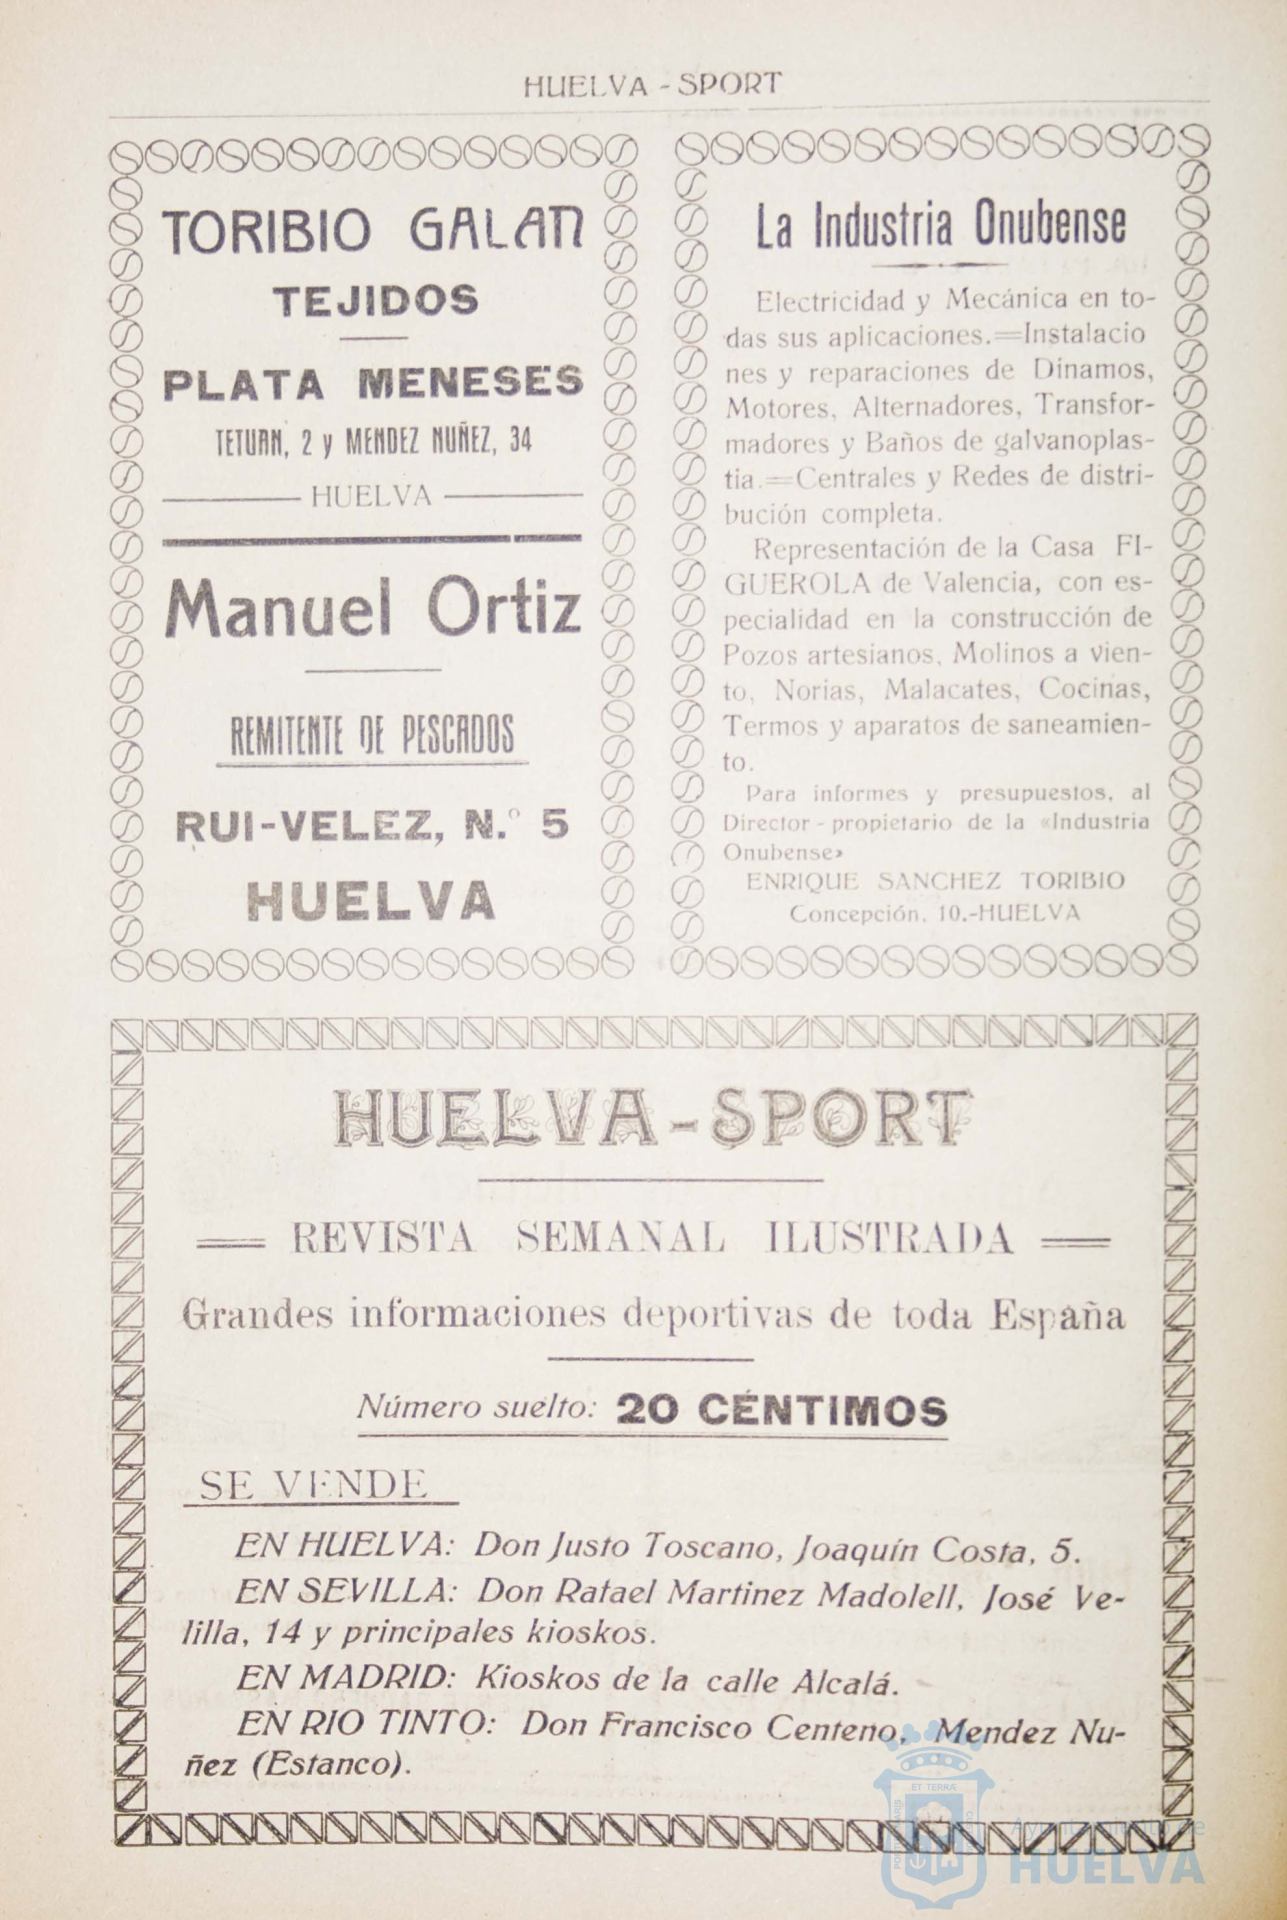 HUELVA - SPORT
TORIBIO GALAN
TEJIDOS
PLATA MENESES
TETUAN, 2 y MENDEZ NUÑEZ, 34
HUELVA
Manuel Ortiz
REMITENTE DE PESCADOS
RUI-VELEZ, N.º 5
HUELVA
La Industria Onubense
Electricidad y Mecánica en to-
das sus aplicaciones.=Instalacio
nes y reparaciones de Dinamos,
Motores, Alternadores, Transfor-
madores y Baños de galvanoplas-
tia.=Centrales y Redes de distri-
bución completa.
Representación de la Casa FI-
GUEROLA de Valencia, con es-
pecialidad en la construcción de
Pozos artesianos, Molinos a vien-
to, Norias, Malacates, Cocinas,
Termos y aparatos de saneamien-
to.
Para informes y presupuestos, al
Director-propietario de la «Industria
Onubense»
ENRIQUE SANCHEZ TORIBIO
Concepción, 10.-HUELVA
HUELVA-SPORT
REVISTA SEMANAL ILUSTRADA
Grandes informaciones deportivas de toda España
Número suelto: 20 CÉNTIMOS
SE VENDE
EN HUELVA: Don Justo Toscano, Joaquín Costa, 5.
EN SEVILLA: Don Rafael Martinez Madolell, José Ve-
lilla, 14 y principales kioskos.
EN MADRID: Kioskos de la calle Alcalá.
EN RIO TINTO: Don Francisco Centeno, Mendez Nu-
ñez (Estanco).
ET TERRÆ
Ayuntamiento de
HUELVA